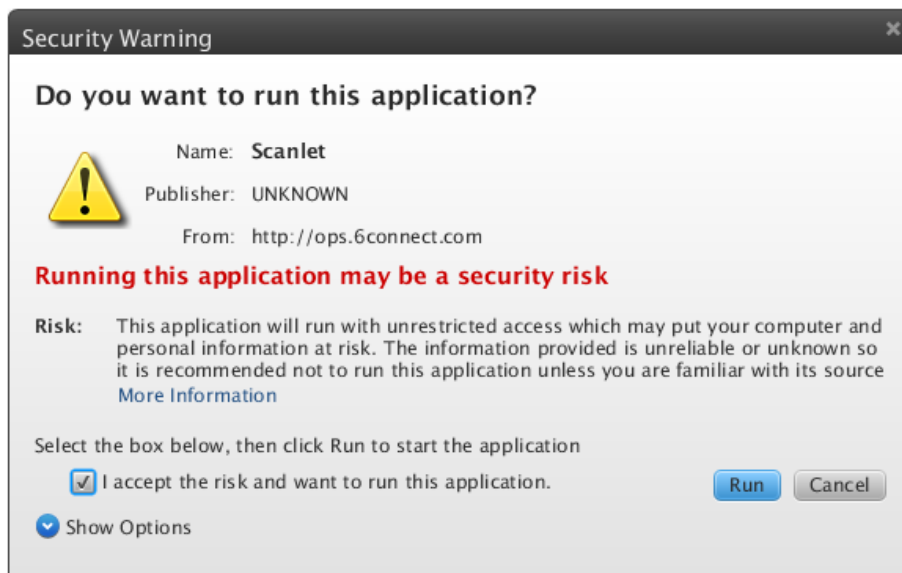 Security Warning
Do you want to run this application?
Name: Scanlet
Publisher: UNKNOWN
From: http://ops.6connect.com
Running this application may be a security risk
Risk: This application will run with unrestricted access which may put your computer and
personal information at risk. The information provided is unreliable or unknown so
it is recommended not to run this application unless you are familiar with its source
More Information
Select the box below, then click Run to start the application
I accept the risk and want to run this application.
Run Cancel
Show Options